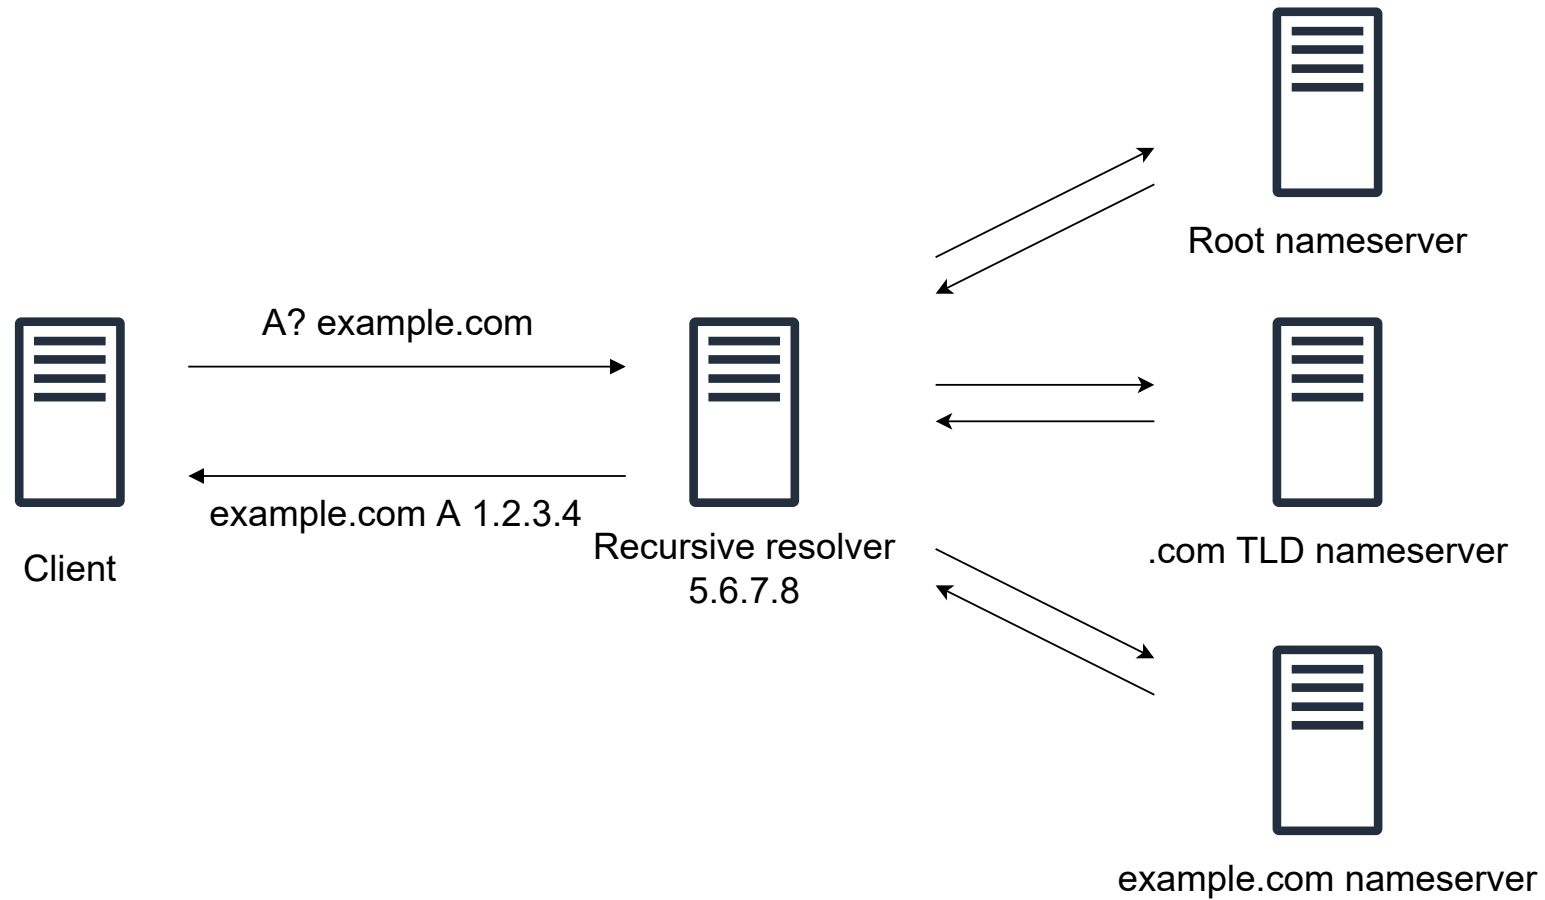 Root nameserver
A? example.com
example.com A 1.2.3.4
Client
Recursive resolver
5.6.7.8
.com TLD nameserver
example.com nameserver